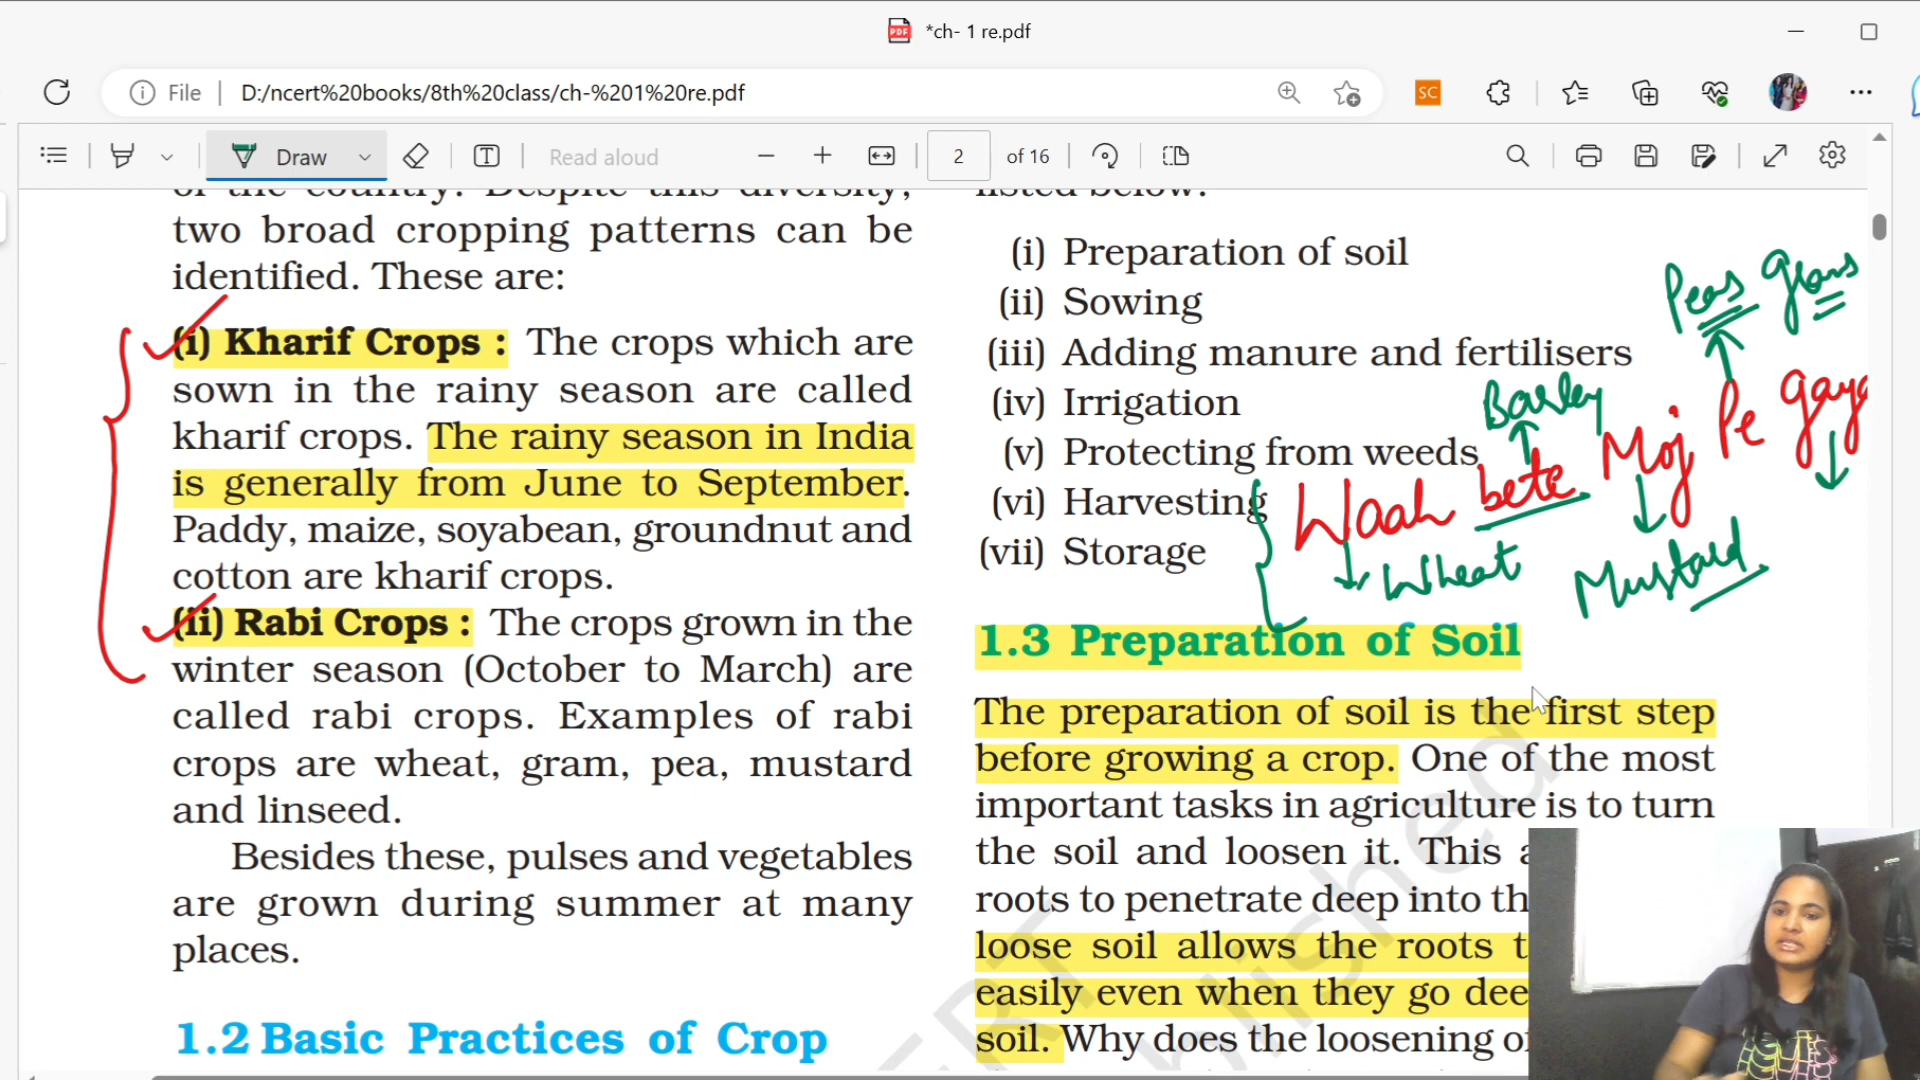 *ch- 1 re.pdf
File
D:/ncert%20books/8th%20class/ch-%201%20re.pdf
SC
Draw
Read aloud
2
of 16
of the country. Despite this diversity,
two broad cropping patterns can be
identified. These are:
(i) Kharif Crops : The crops which are
sown in the rainy season are called
kharif crops. The rainy season in India
is generally from June to September.
Paddy, maize, soyabean, groundnut and
cotton are kharif crops.
(ii) Rabi Crops : The crops grown in the
winter season (October to March) are
called rabi crops. Examples of rabi
crops are wheat, gram, pea, mustard
and linseed.
Besides these, pulses and vegetables
are grown during summer at many
places.
1.2 Basic Practices of Crop
listed below:
(i) Preparation of soil
(ii) Sowing
(iii) Adding manure and fertilisers
(iv) Irrigation
(v) Protecting from weeds
(vi) Harvesting
(vii) Storage
Peas
Barley
Waah bete Moj Pe gaya
Wheat
Mustard
1.3 Preparation of Soil
The preparation of soil is the first step
before growing a crop. One of the most
important tasks in agriculture is to turn
the soil and loosen it. This a
roots to penetrate deep into th
loose soil allows the roots t
easily even when they go dee
soil. Why does the loosening o